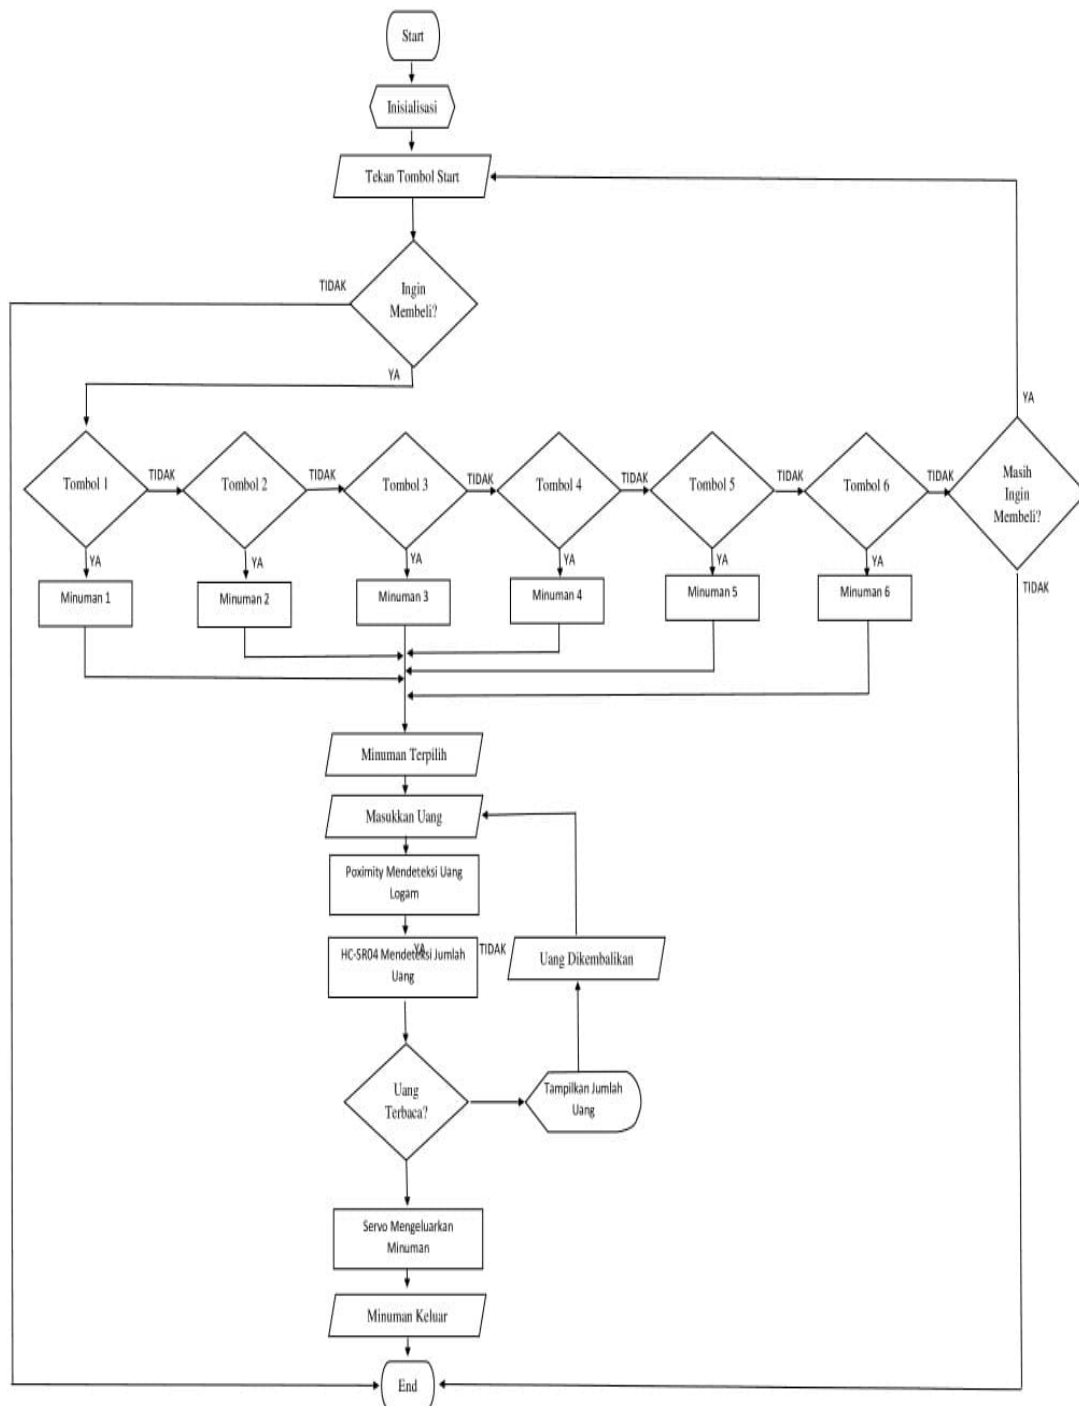 Start
Inisialisasi
Tekan Tombol Start
TIDAK
Ingin
Membeli?
YA
YA
Tombol 1
TIDAK
Tombol 2
TIDAK
Tombol 3
TIDAK
Tombol 4
TIDAK
Tombol 5
TIDAK
Tombol 6
TIDAK
Masih
Ingin
Membeli?
YA
YA
YA
YA
YA
YA
TIDAK
Minuman 1
Minuman 2
Minuman 3
Minuman 4
Minuman 5
Minuman 6
Minuman Terpilih
Masukkan Uang
Poximity Mendeteksi Uang
Logam
HC-SR04 Mendeteksi Jumlah
Uang
YA
TIDAK
Uang Dikembalikan
Uang
Terbaca?
Tampilkan Jumlah
Uang
Servo Mengeluarkan
Minuman
Minuman Keluar
End